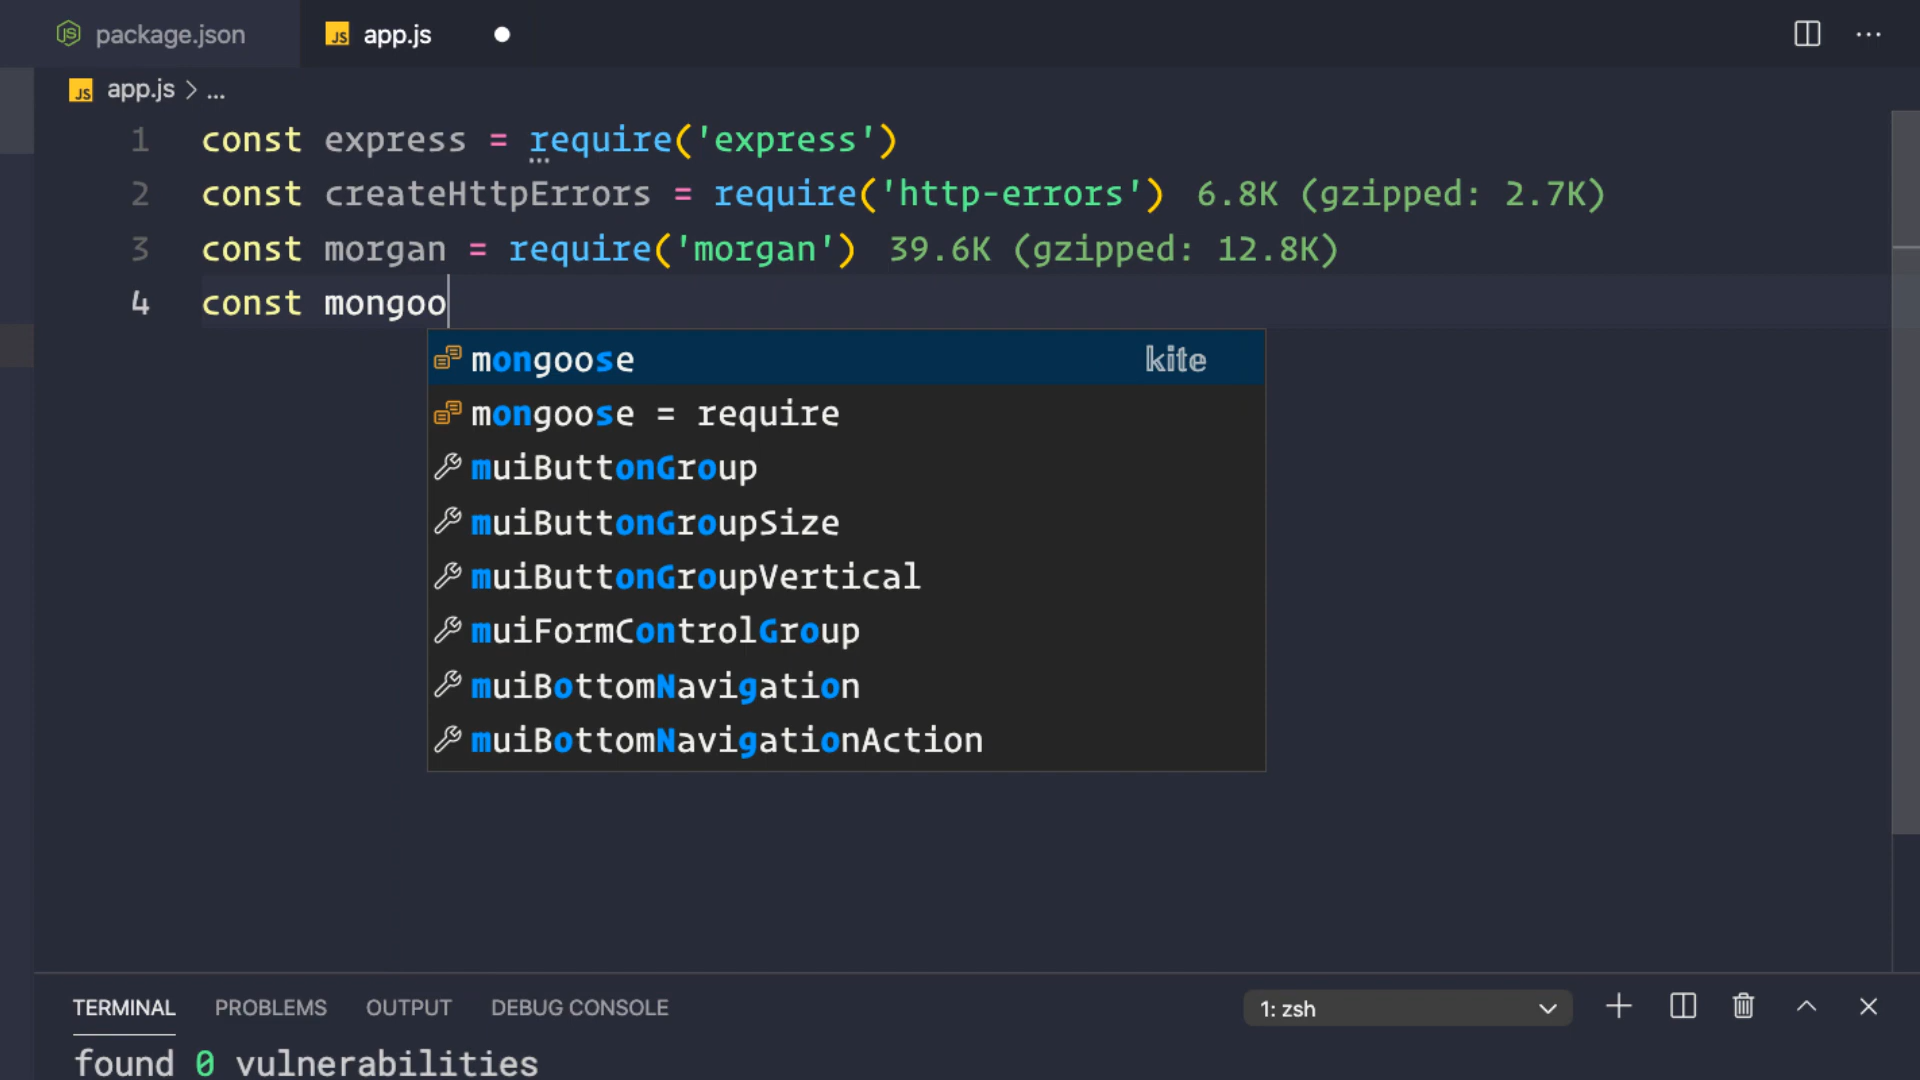 package.json
app.js
app.js > ...
1 const express = require('express')
2 const createHttpErrors = require('http-errors') 6.8K (gzipped: 2.7K)
3 const morgan = require('morgan') 39.6K (gzipped: 12.8K)
4 const mongoo
mongoose kite
mongoose = require
muiButtonGroup
muiButtonGroupSize
muiButtonGroupVertical
muiFormControlGroup
muiBottomNavigation
muiBottomNavigationAction
TERMINAL PROBLEMS OUTPUT DEBUG CONSOLE 1: zsh
found 0 vulnerabilities